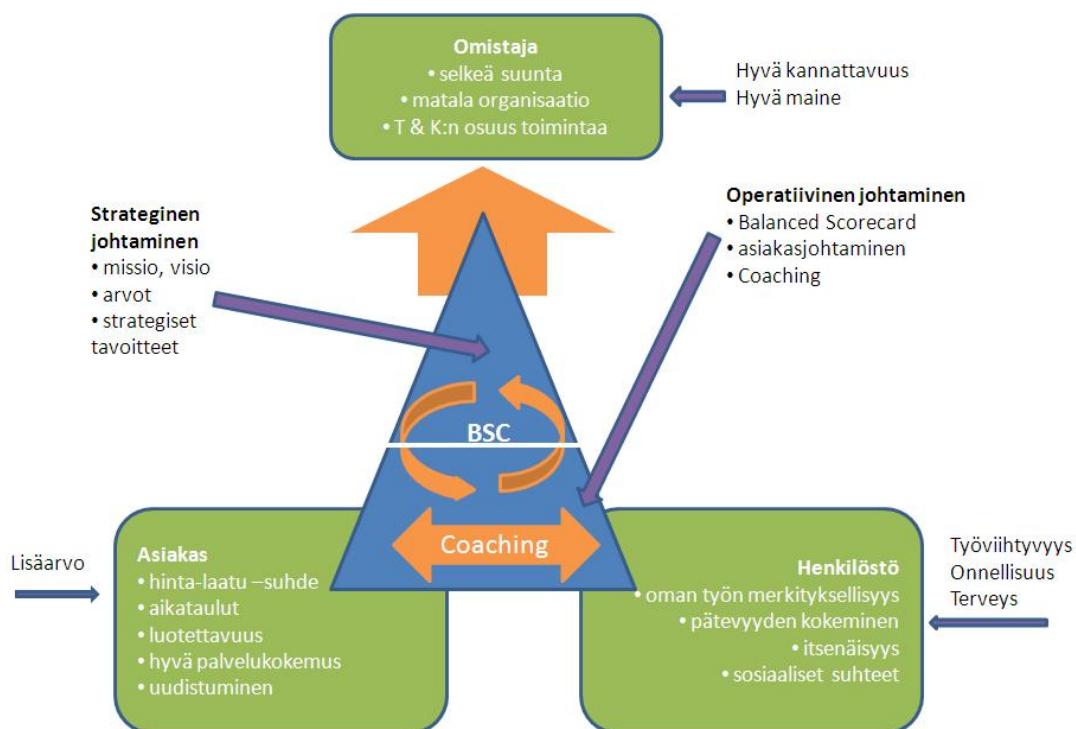 Omistaja
• selkeä suunta
• matala organisaatio
• T & K:n osuus toimintaa
Hyvä kannattavuus
Hyvä maine
Strateginen
johtaminen
• missio, visio
• arvot
• strategiset
tavoitteet
Operatiivinen johtaminen
• Balanced Scorecard
• asiakasjohtaminen
• Coaching
BSC
Coaching
Lisäarvo
Asiakas
• hinta-laatu –suhde
• aikataulut
• luotettavuus
• hyvä palvelukokemus
• uudistuminen
Henkilöstö
• oman työn merkityksellisyys
• pätevyyden kokeminen
• itsenäisyys
• sosiaaliset suhteet
Työviihtyvyys
Onnellisuus
Terveys